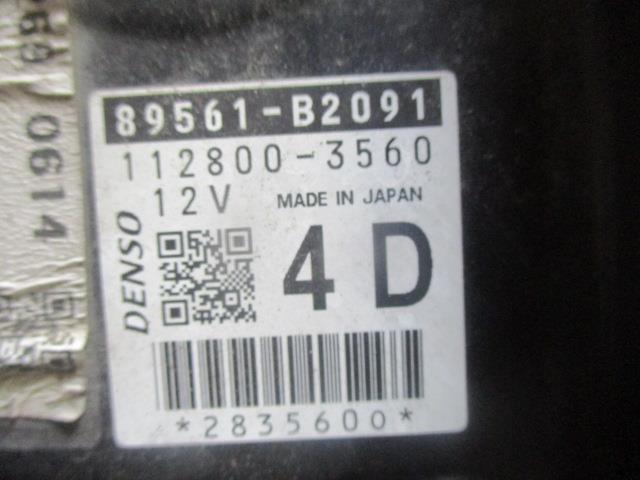 89561-B2091
112800-3560
12V MADE IN JAPAN
DENSO
4D
*2835600*
0614